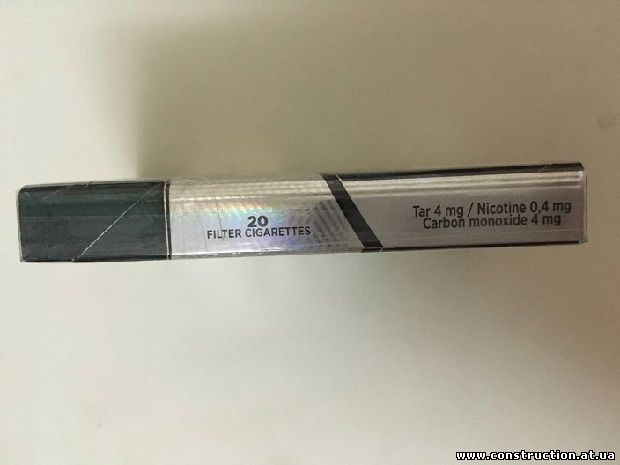 20
FILTER CIGARETTES
Tar 4 mg / Nicotine 0,4 mg
Carbon monoxide 4 mg
www.construction.at.ua